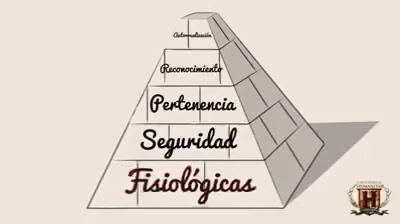 Autorrealización
Reconocimiento
Pertenencia
Seguridad
Fisiológicas
H